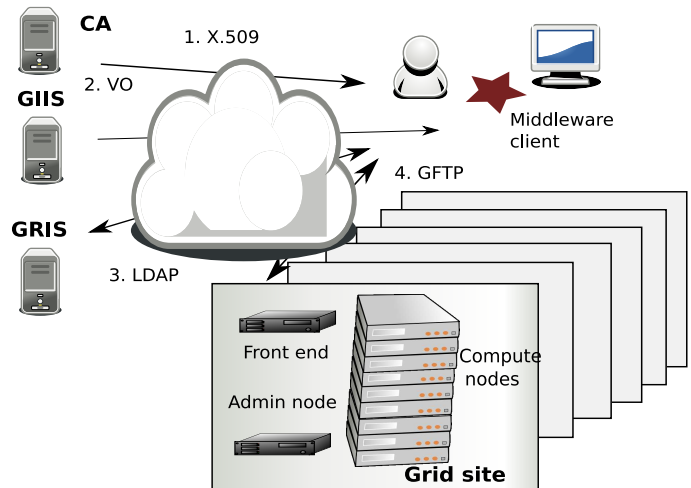 CA
1. X.509
2. VO
GIIS
Middleware
client
4. GFTP
GRIS
3. LDAP
Front end
Compute
nodes
Admin node
Grid site